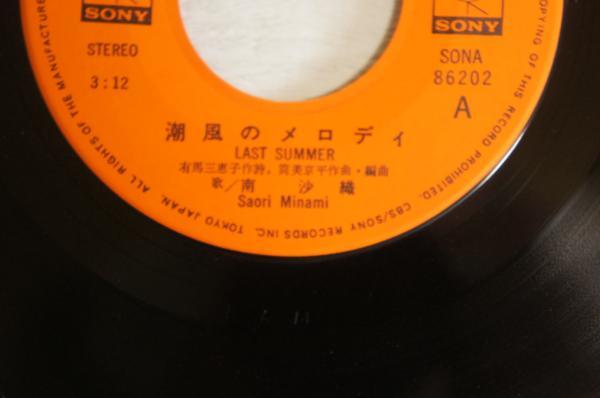 SONY
SONY
STEREO
3:12
SONA
86202
A
潮風のメロディ
LAST SUMMER
有馬三恵子作詩, 筒美京平作曲・編曲
歌/南 沙織
Saori Minami
ALL RIGHTS OF THE MANUFACTURE
OPYING OF THIS RECORD PROHIBITED. CBS/SONY RECORDS INC. TOKYO JAPAN.